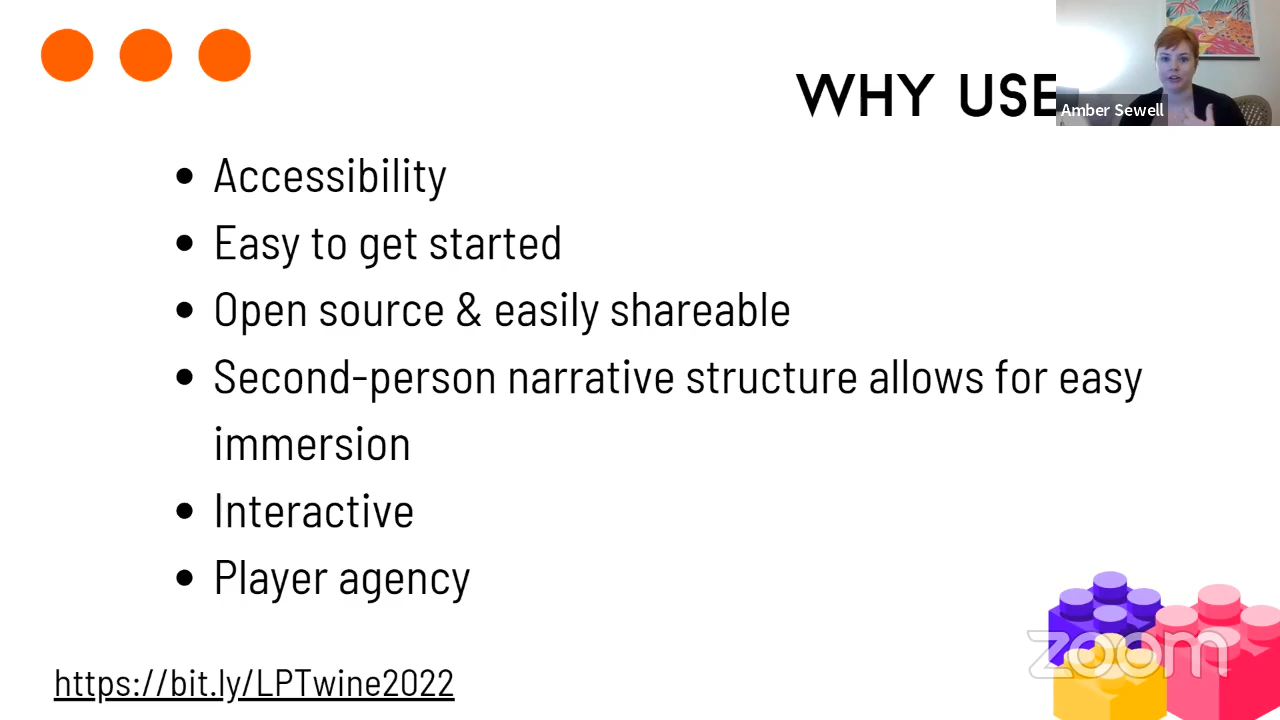 WHY USE
Amber Sewell
• Accessibility
• Easy to get started
• Open source & easily shareable
• Second-person narrative structure allows for easy
immersion
• Interactive
• Player agency
https://bit.ly/LPTwine2022
zoom